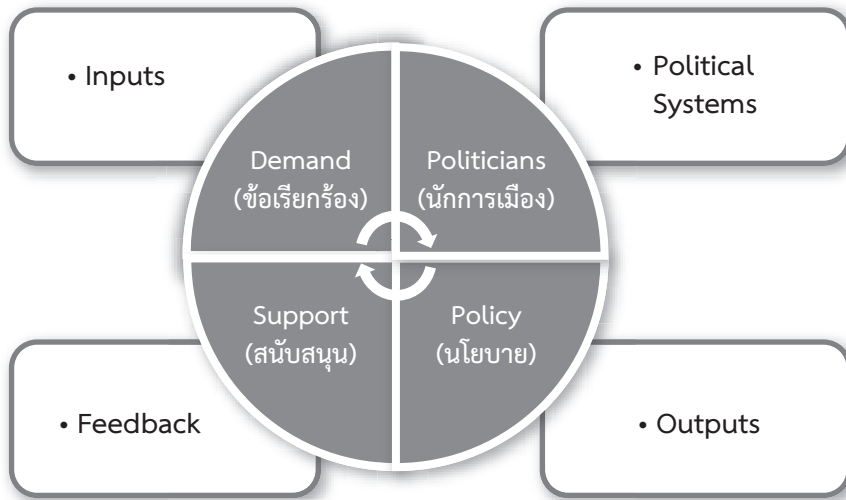 • Inputs
• Political
Systems
Demand
(ข้อเรียกร้อง)
Politicians
(นักการเมือง)
Support
(สนับสนุน)
Policy
(นโยบาย)
• Feedback
• Outputs